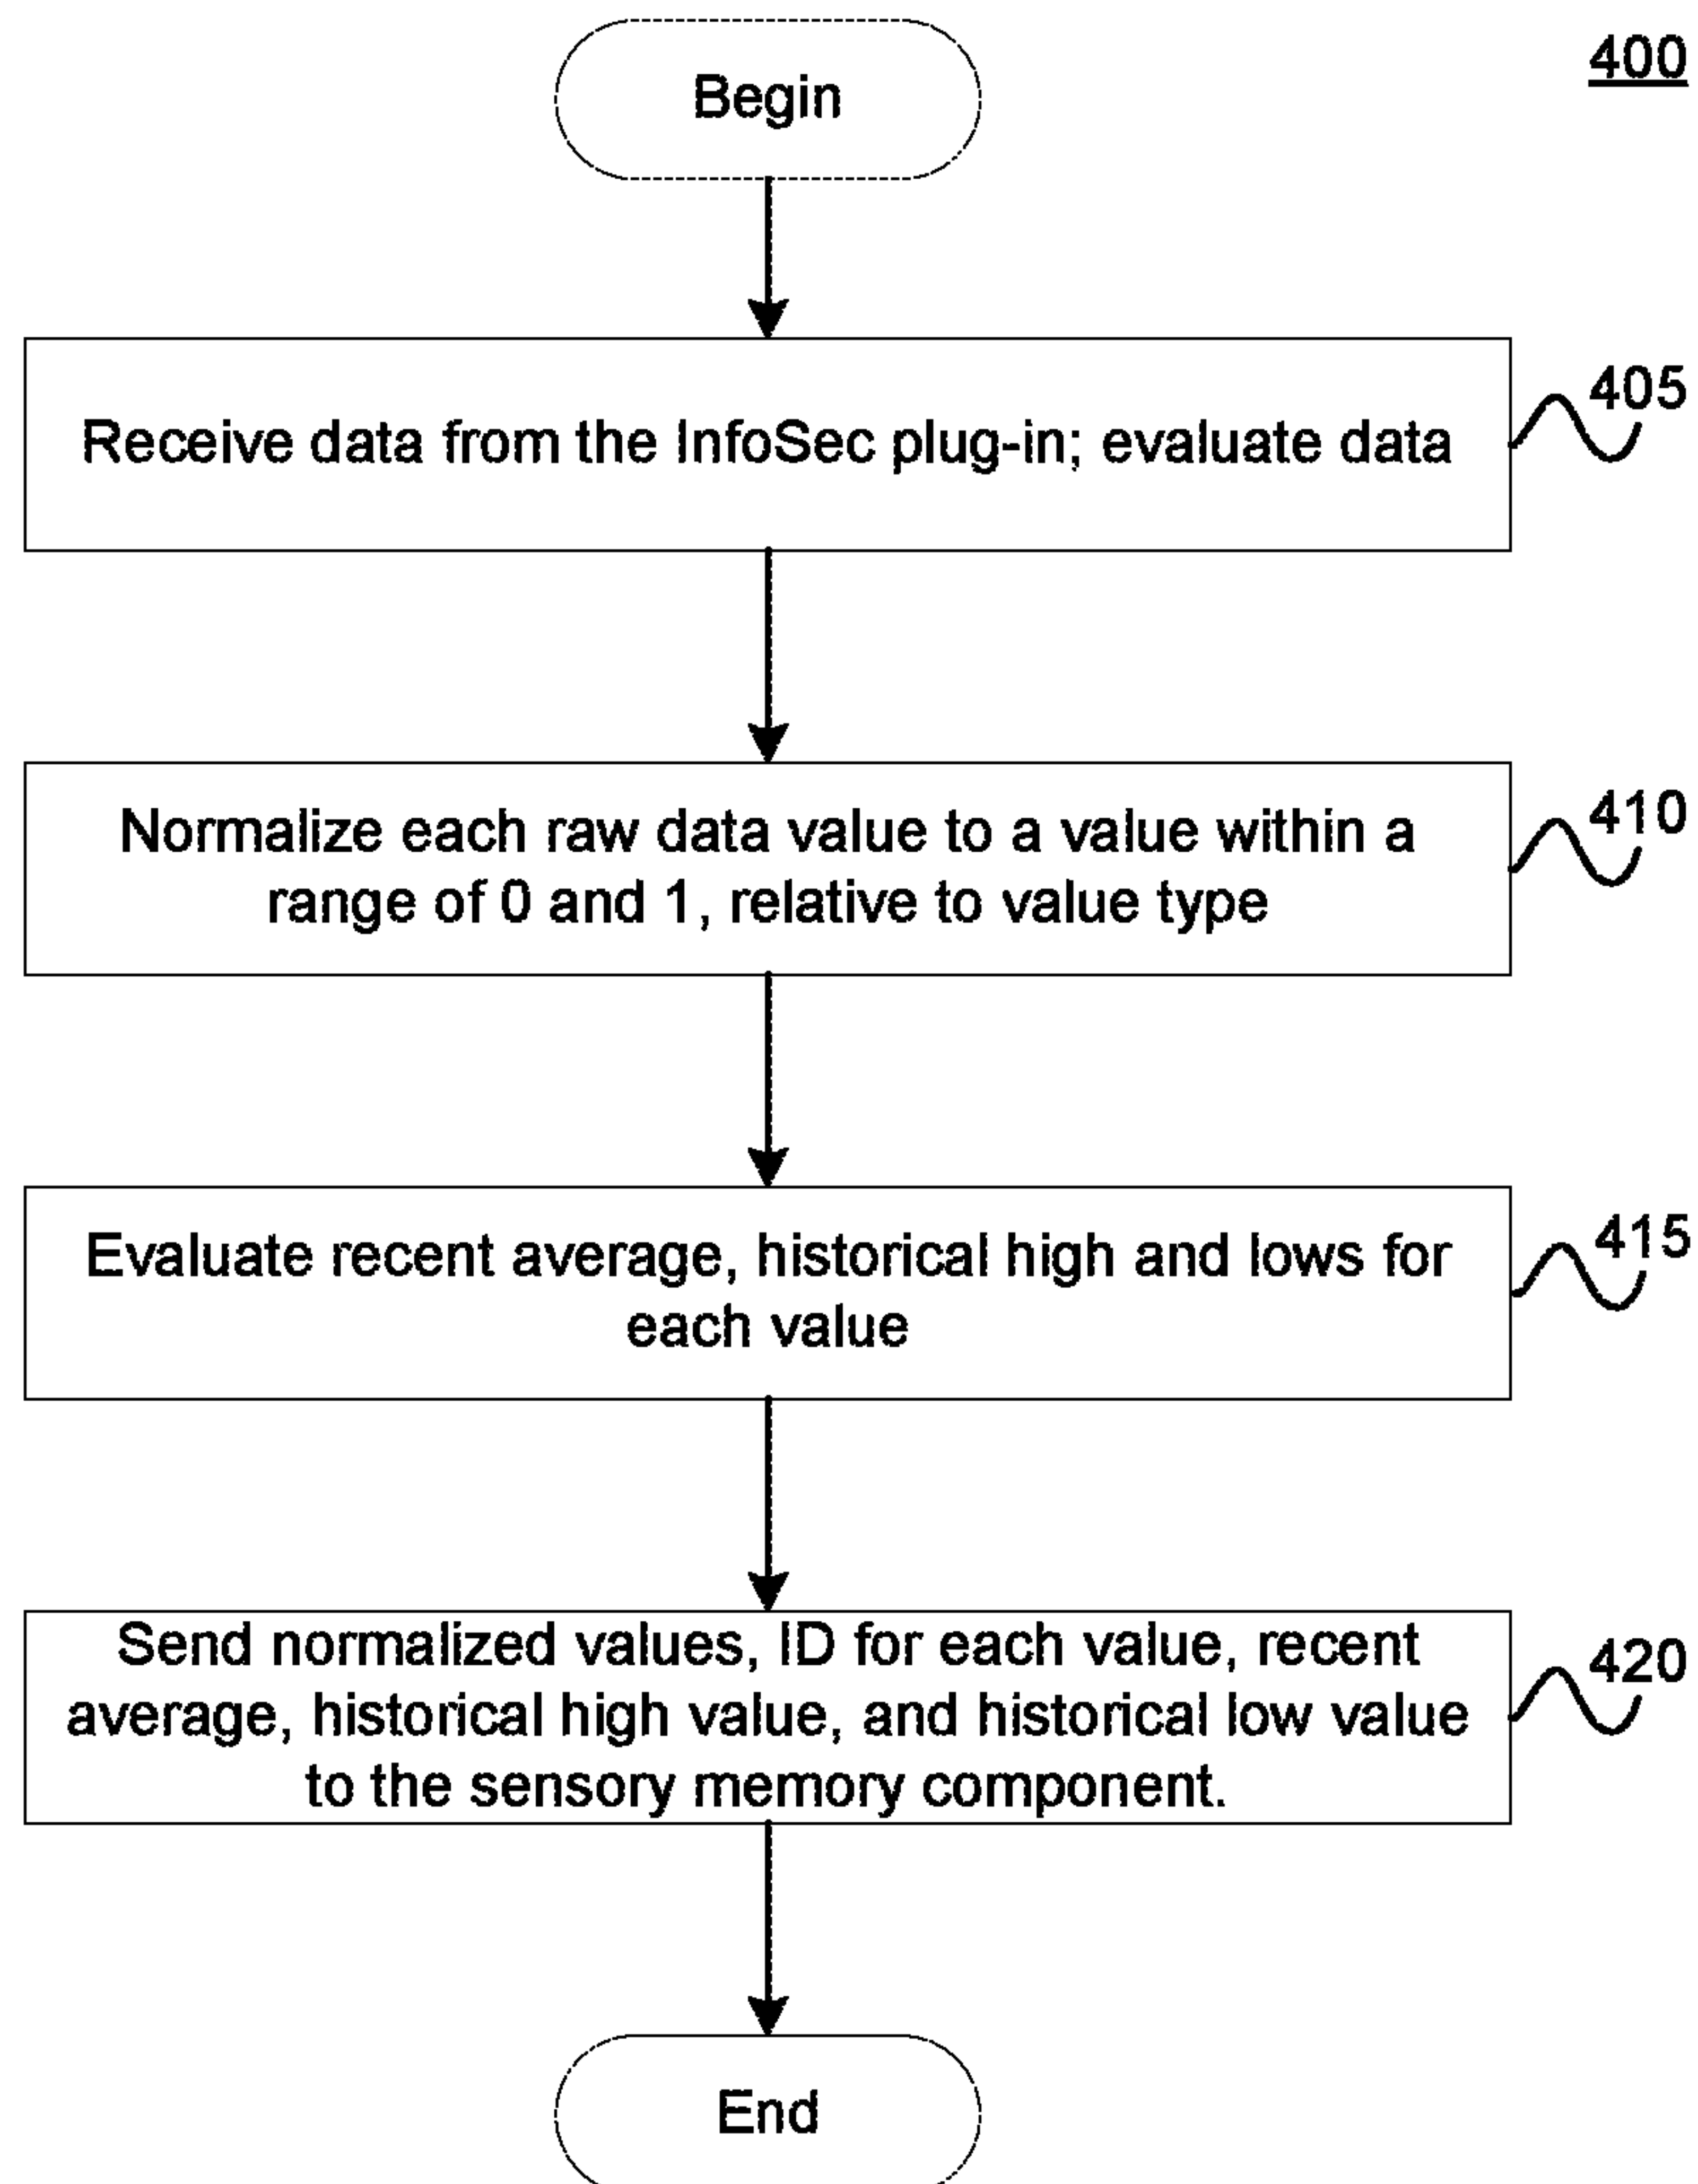 Begin
400
Receive data from the InfoSec plug-in; evaluate data
405
Normalize each raw data value to a value within a
range of 0 and 1, relative to value type
410
Evaluate recent average, historical high and lows for
each value
415
Send normalized values, ID for each value, recent
average, historical high value, and historical low value
to the sensory memory component.
420
End